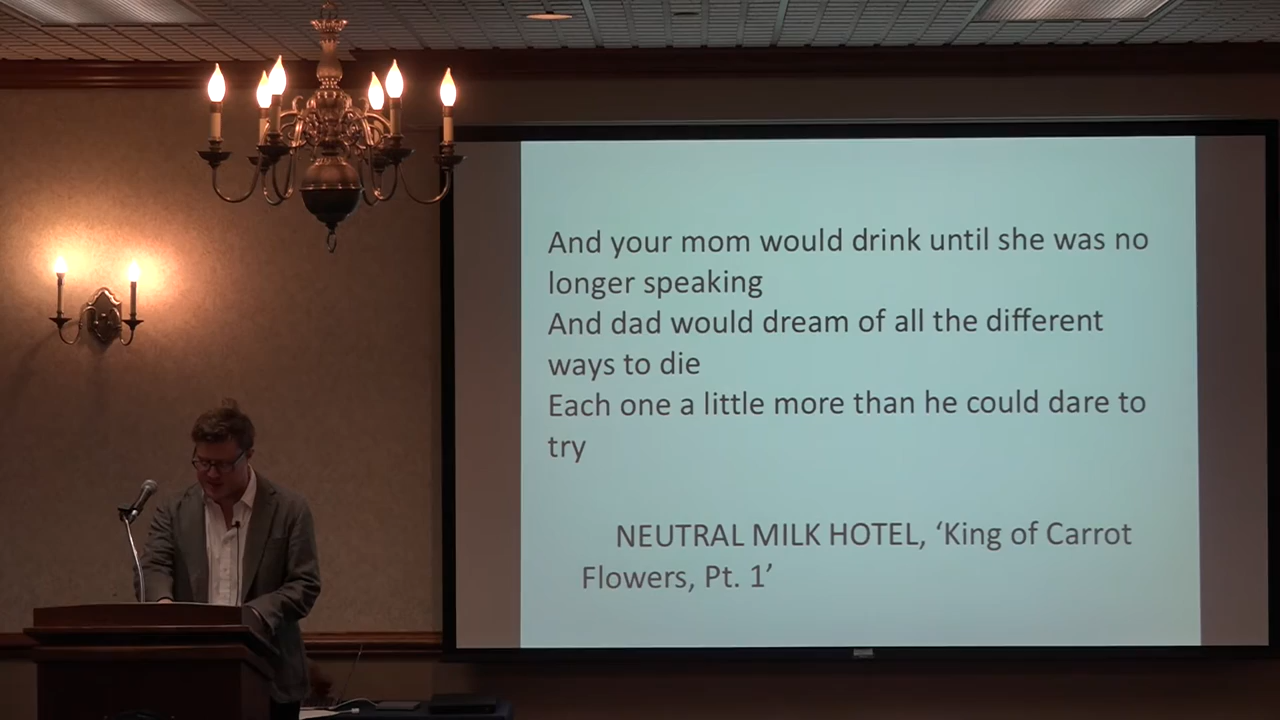 And your mom would drink until she was no
longer speaking
And dad would dream of all the different
ways to die
Each one a little more than he could dare to
try
NEUTRAL MILK HOTEL, ‘King of Carrot
Flowers, Pt. 1’